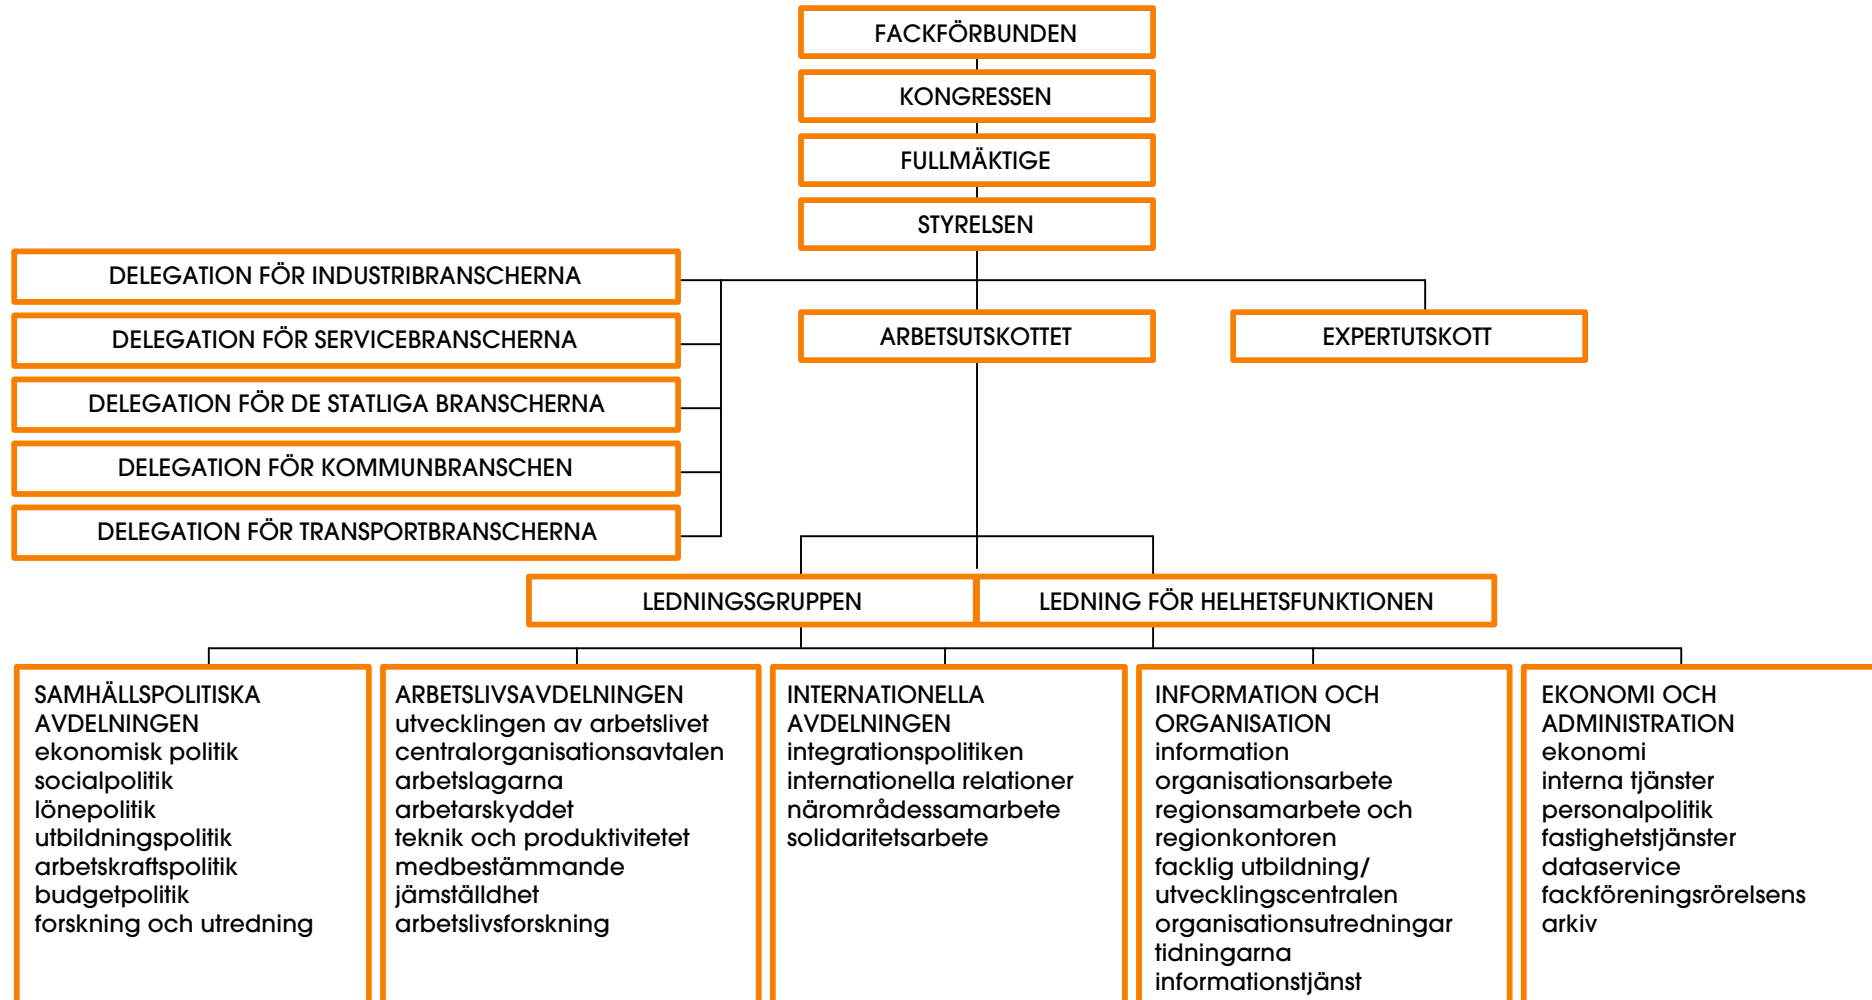 FACKFÖRBUNDEN
KONGRESSEN
FULLMÄKTIGE
STYRELSEN
DELEGATION FÖR INDUSTRIBRANSCHERNA
DELEGATION FÖR SERVICEBRANSCHERNA
DELEGATION FÖR DE STATLIGA BRANSCHERNA
DELEGATION FÖR KOMMUNBRANSCHEN
DELEGATION FÖR TRANSPORTBRANSCHERNA
ARBETSUTSKOTTET
EXPERTUTSKOTT
LEDNINGSGRUPPEN
LEDNING FÖR HELHETSFUNKTIONEN
SAMHÄLLSPOLITISKA
AVDELNINGEN
ekonomisk politik
socialpolitik
lönepolitik
utbildningspolitik
arbetskraftspolitik
budgetpolitik
forskning och utredning
ARBETSLIVSAVDELNINGEN
utvecklingen av arbetslivet
centralorganisationsavtalen
arbetslagarna
arbetarskyddet
teknik och produktivitetet
medbestämmande
jämställdhet
arbetslivsforskning
INTERNATIONELLA
AVDELNINGEN
integrationspolitiken
internationella relationer
närområdessamarbete
solidaritetsarbete
INFORMATION OCH
ORGANISATION
information
organisationsarbete
regionsamarbete och
regionkontoren
facklig utbildning/
utvecklingscentralen
organisationsutredningar
tidningarna
informationstjänst
EKONOMI OCH
ADMINISTRATION
ekonomi
interna tjänster
personalpolitik
fastighetstjänster
dataservice
fackföreningsrörelsens
arkiv